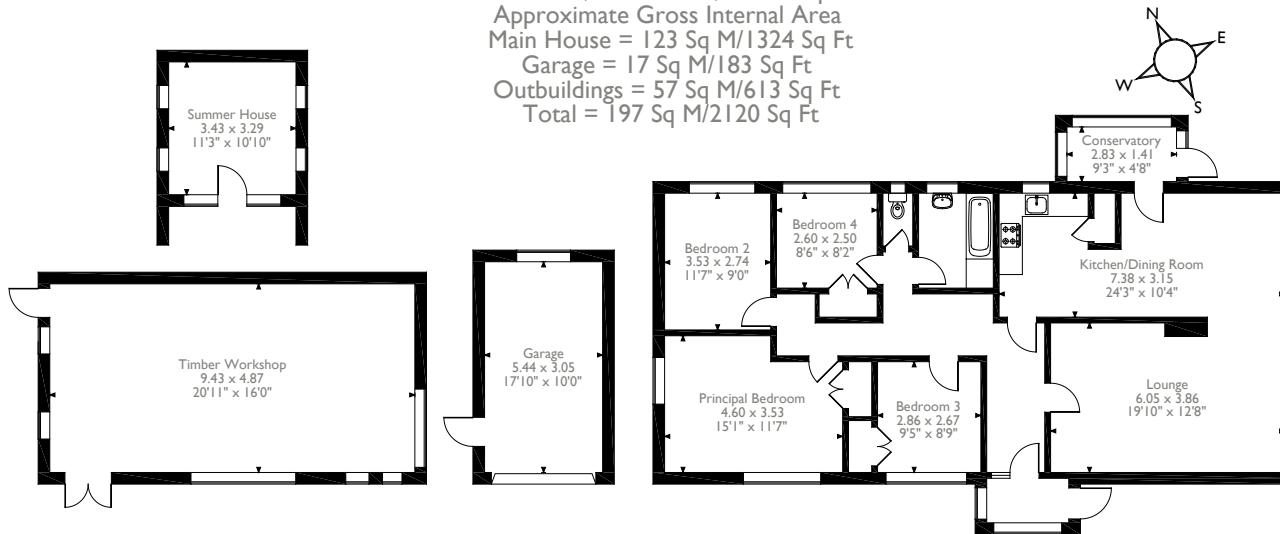 Approximate Gross Internal Area
Main House = 123 Sq M/1324 Sq Ft
Garage = 17 Sq M/183 Sq Ft
Outbuildings = 57 Sq M/613 Sq Ft
Total = 197 Sq M/2120 Sq Ft
N
E
W
S
Summer House
3.43 x 3.29
11'3" x 10'10"
Conservatory
2.83 x 1.41
9'3" x 4'8"
Bedroom 2
3.53 x 2.74
11'7" x 9'0"
Bedroom 4
2.60 x 2.50
8'6" x 8'2"
Kitchen/Dining Room
7.38 x 3.15
24'3" x 10'4"
Timber Workshop
9.43 x 4.87
20'11" x 16'0"
Garage
5.44 x 3.05
17'10" x 10'0"
Principal Bedroom
4.60 x 3.53
15'1" x 11'7"
Bedroom 3
2.86 x 2.67
9'5" x 8'9"
Lounge
6.05 x 3.86
19'10" x 12'8"